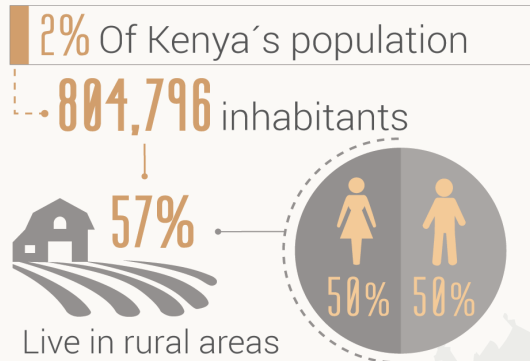 2% Of Kenya´s population
804,796 inhabitants
57%
50% 50%
Live in rural areas